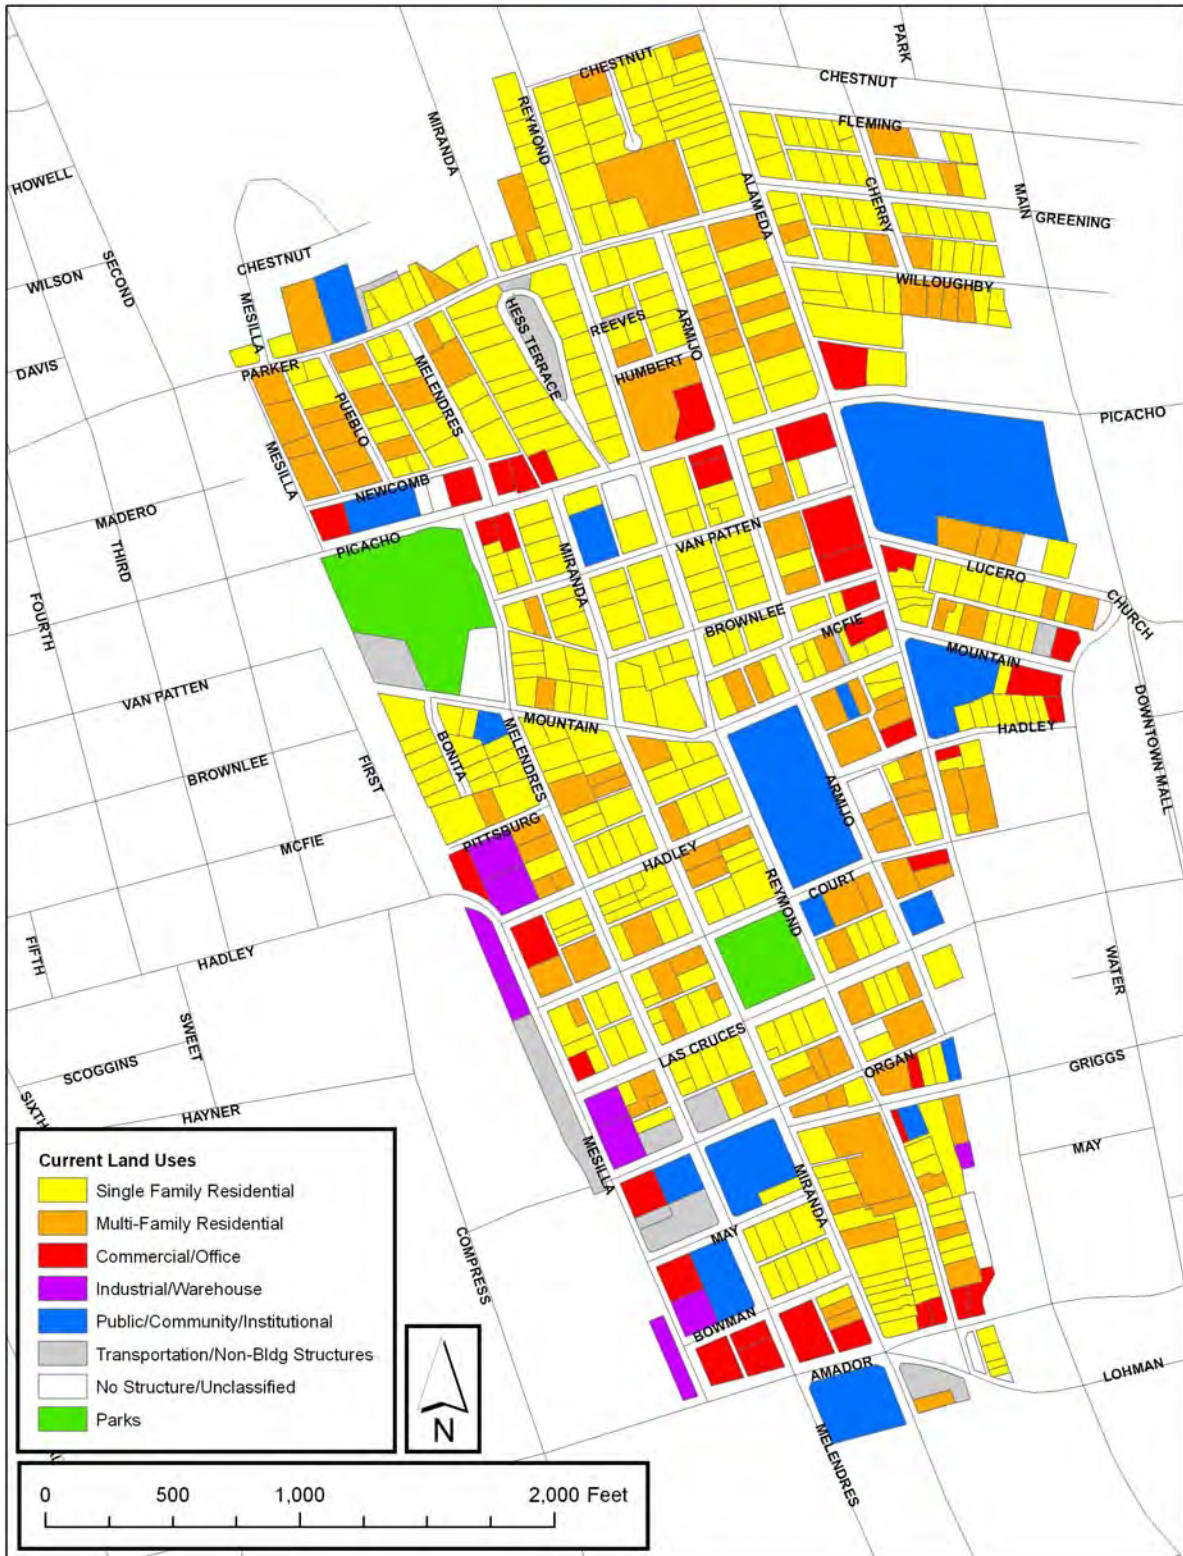 PARK
CHESTNUT
CHESTNUT
REYMOND
MIRANDA
FLEMING
HOWELL
ALAMEDA
CHERRY
MAIN
GREENING
CHESTNUT
SECOND
WILSON
MESILLA
WILLOUGHBY
HESS TERRACE
REEVES
ARMIJO
DAVIS
PARKER
MELENDRES
HUMBERT
PUEBLO
PICACHO
MESILLA
NEWCOMB
MADERO
PICACHO
VAN PATTEN
THIRD
MIRANDA
LUCERO
FOURTH
CHURCH
BROWNLEE
MCFIE
MOUNTAIN
VAN PATTEN
DOWNTOWN MALL
MOUNTAIN
HADLEY
BONITA
MELENDRES
BROWNLEE
FIRST
ARMIJO
PITTSBURG
MCFIE
HADLEY
COURT
REYMOND
FIFTH
HADLEY
WATER
SWEET
LAS CRUCES
SCOGGINS
ORGAN
GRIGGS
SIXTH
HAYNER
MESILLA
MAY
MIRANDA
COMPRESS
MAY
BOWMAN
AMADOR
LOHMAN
MELENDRES
Current Land Uses
Single Family Residential
Multi-Family Residential
Commercial/Office
Industrial/Warehouse
Public/Community/Institutional
Transportation/Non-Bldg Structures
No Structure/Unclassified
Parks
N
0 500 1,000 2,000 Feet